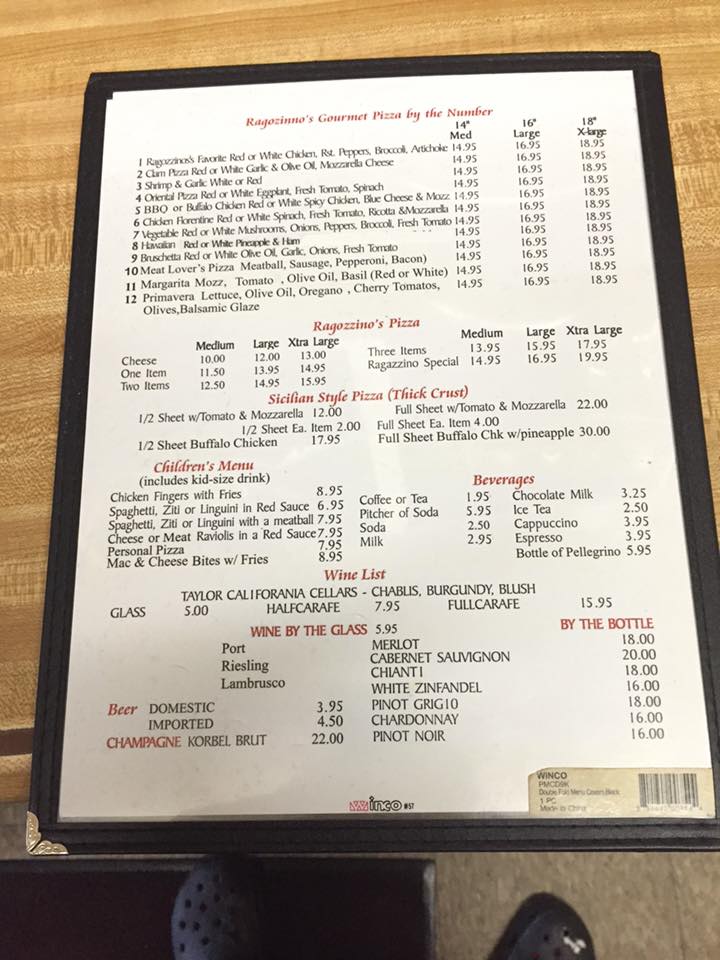 Ragozinno's Gourmet Pizza by the Number
14" 16" 18"
Med Large X-large
1 Ragozzinos's Favorite Red or White Chicken, Rst. Peppers, Broccoli, Artichoke 14.95 16.95 18.95
2 Clam Pizza Red or White Garlic & Olive Oil, Mozzarella Cheese 14.95 16.95 18.95
3 Shrimp & Garlic White or Red 14.95 16.95 18.95
4 Oriental Pizza Red or White Eggplant, Fresh Tomato, Spinach 14.95 16.95 18.95
5 BBQ or Buffalo Chicken Red or White Spicy Chicken, Blue Cheese & Mozz 14.95 16.95 18.95
6 Chicken Florentine Red or White Spinach, Fresh Tomato, Ricotta &Mozzarella 14.95 16.95 18.95
7 Vegetable Red or White Mushrooms, Onions, Peppers, Broccoli, Fresh Tomato 14.95 16.95 18.95
8 Hawaiian Red or White Pineapple & Ham 14.95 16.95 18.95
9 Bruschetta Red or White Olive Oil, Garlic, Onions, Fresh Tomato 14.95 16.95 18.95
10 Meat Lover's Pizza Meatball, Sausage, Pepperoni, Bacon) 14.95 16.95 18.95
11 Margarita Mozz, Tomato , Olive Oil, Basil (Red or White) 14.95 16.95 18.95
12 Primavera Lettuce, Olive Oil, Oregano , Cherry Tomatoes, 14.95 16.95 18.95
Olives,Balsamic Glaze
Ragozzino's Pizza
Medium Large Xtra Large Medium Large Xtra Large
Cheese 10.00 12.00 13.00 Three Items 13.95 15.95 17.95
One Item 11.50 13.95 14.95 Ragazzino Special 14.95 16.95 19.95
Two Items 12.50 14.95 15.95
Sicilian Style Pizza (Thick Crust)
1/2 Sheet w/Tomato & Mozzarella 12.00 Full Sheet w/Tomato & Mozzarella 22.00
1/2 Sheet Ea. Item 2.00 Full Sheet Ea. Item 4.00
1/2 Sheet Buffalo Chicken 17.95 Full Sheet Buffalo Chk w/pineapple 30.00
Children's Menu
(includes kid-size drink)
Chicken Fingers with Fries 8.95
Spaghetti, Ziti or Linguini in Red Sauce 6.95
Spaghetti, Ziti or Linguini with a meatball 7.95
Cheese or Meat Raviolis in a Red Sauce 7.95
Personal Pizza 7.95
Mac & Cheese Bites w/ Fries 8.95
Beverages
Coffee or Tea 1.95 Chocolate Milk 3.25
Pitcher of Soda 5.95 Ice Tea 2.50
Soda 2.50 Cappuccino 3.95
Milk 2.95 Espresso 3.95
Bottle of Pellegrino 5.95
Wine List
TAYLOR CALIFORANIA CELLARS - CHABLIS, BURGUNDY, BLUSH
GLASS 5.00 HALFCARAFE 7.95 FULLCARAFE 15.95
WINE BY THE GLASS 5.95 BY THE BOTTLE
Port MERLOT 18.00
Riesling CABERNET SAUVIGNON 20.00
Lambrusco CHIANTI 18.00
WHITE ZINFANDEL 16.00
Beer DOMESTIC 3.95 PINOT GRIG10 18.00
IMPORTED 4.50 CHARDONNAY 16.00
CHAMPAGNE KORBEL BRUT 22.00 PINOT NOIR 16.00
Winco #57
WINCO
PMCD9K
Double Fold Menu Covers Black
1 PC
Made in China